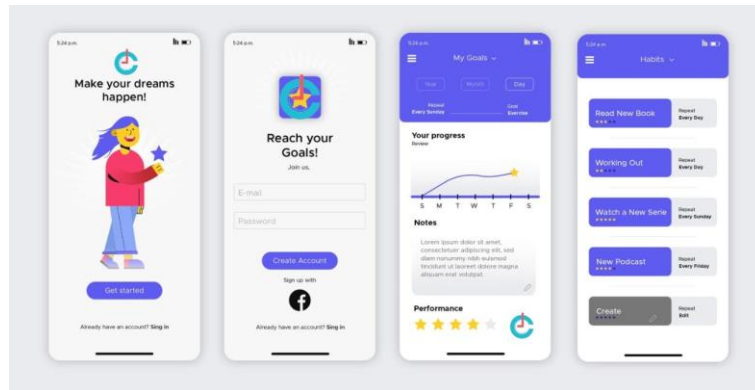 5:24 p.m.
Make your dreams
happen!
Get started
Already have an account? Sing in
5:24 p.m.
Reach your
Goals!
Join us,
E-mail
Password
Create Account
Sign up with
Already have an account? Sing in
5:24 p.m.
My Goals
Year
Month
Day
Repeat
Every Sunday
Goal
Exercise
Your progress
Review
S M T W T F S
Notes
Lorem ipsum dolor sit amet,
consectetuer adipiscing elit, sed
diam nonummy nibh euismod
tincidunt ut laoreet dolore magna
aliquam erat volutpat.
Performance
5:24 p.m.
Habits
Read New Book
Repeat
Every Day
Working Out
Repeat
Every Day
Watch a New Serie
Repeat
Every Sunday
New Podcast
Repeat
Every Friday
Create
Repeat
Edit